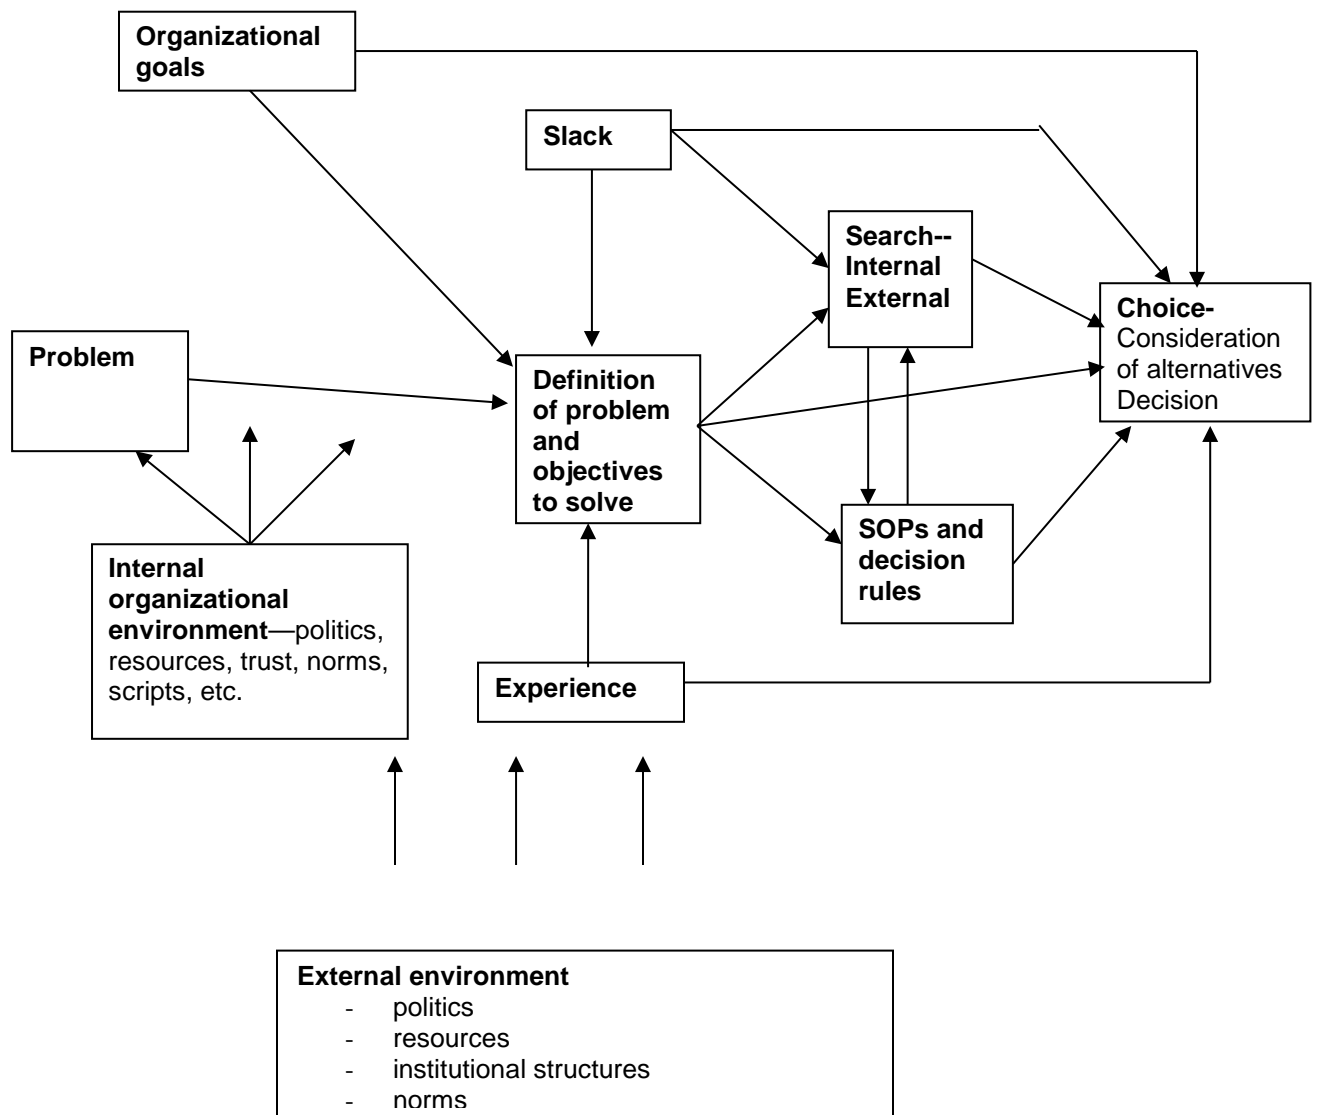 Organizational
goals
Slack
Search--
Internal
External
Choice-
Consideration
of alternatives
Decision
Problem
Definition
of problem
and
objectives
to solve
SOPs and
decision
rules
Internal
organizational
environment—politics,
resources, trust, norms,
scripts, etc.
Experience
External environment
- politics
- resources
- institutional structures
- norms